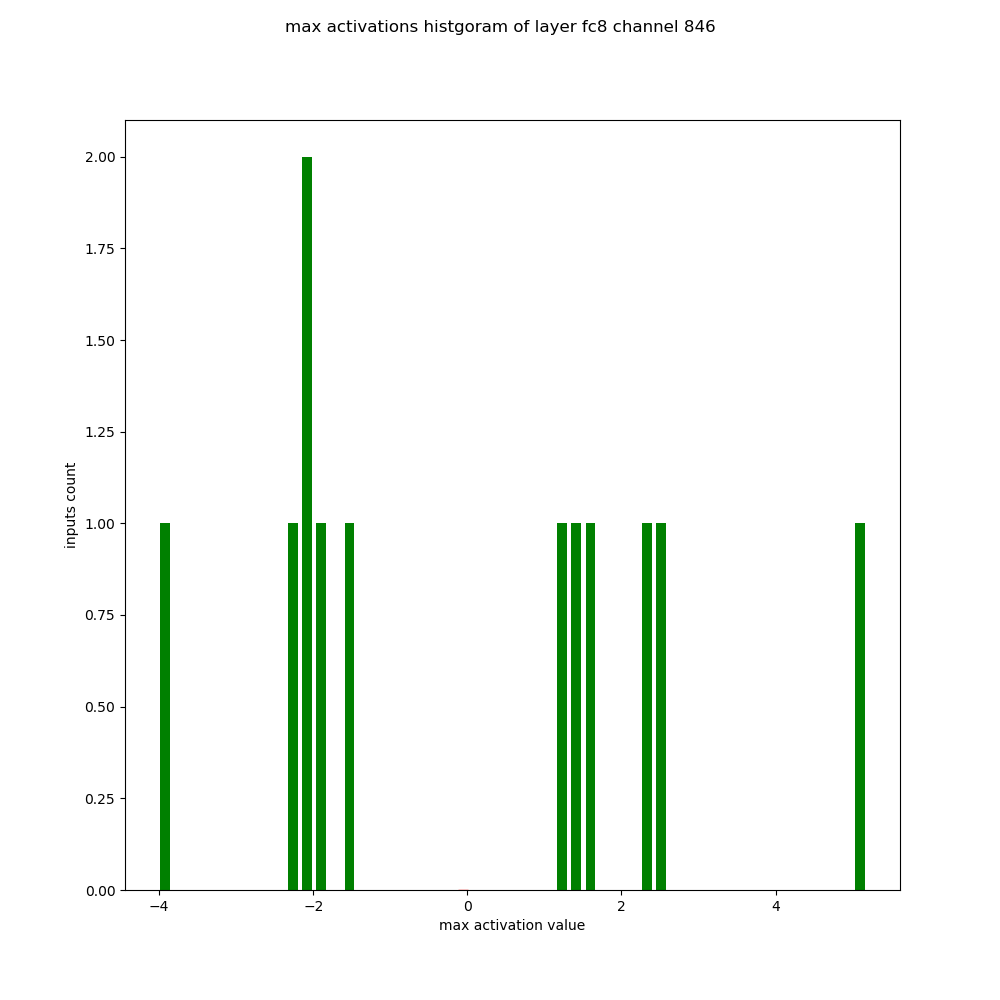 max activations histgoram of layer fc8 channel 846
2.00
1.75
1.50
1.25
1.00
0.75
0.50
0.25
0.00
inputs count
−4 −2 0 2 4
max activation value